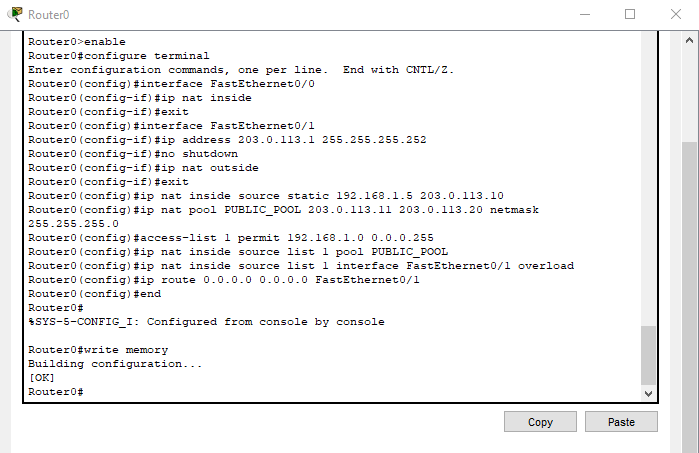 Router0
Router0>enable
Router0#configure terminal
Enter configuration commands, one per line.  End with CNTL/Z.
Router0(config)#interface FastEthernet0/0
Router0(config-if)#ip nat inside
Router0(config-if)#exit
Router0(config)#interface FastEthernet0/1
Router0(config-if)#ip address 203.0.113.1 255.255.255.252
Router0(config-if)#no shutdown
Router0(config-if)#ip nat outside
Router0(config-if)#exit
Router0(config)#ip nat inside source static 192.168.1.5 203.0.113.10
Router0(config)#ip nat pool PUBLIC_POOL 203.0.113.11 203.0.113.20 netmask
255.255.255.0
Router0(config)#access-list 1 permit 192.168.1.0 0.0.0.255
Router0(config)#ip nat inside source list 1 pool PUBLIC_POOL
Router0(config)#ip nat inside source list 1 interface FastEthernet0/1 overload
Router0(config)#ip route 0.0.0.0 0.0.0.0 FastEthernet0/1
Router0(config)#end
Router0#
%SYS-5-CONFIG_I: Configured from console by console
Router0#write memory
Building configuration...
[OK]
Router0#
Copy Paste